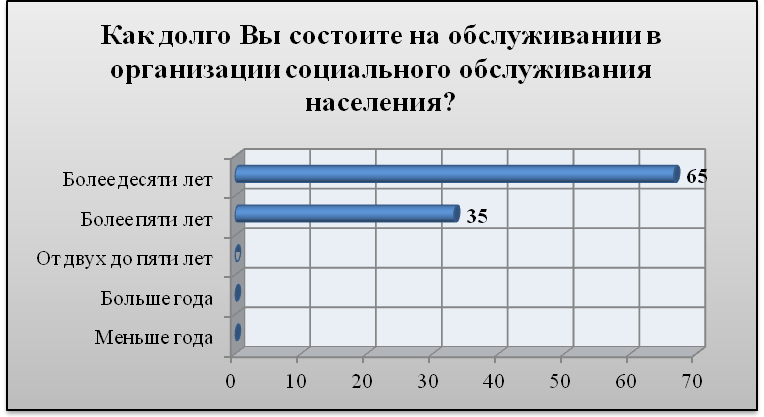 Как долго Вы состоите на обслуживании в
организации социального обслуживания
населения?
Более десяти лет
65
Более пяти лет
35
От двух до пяти лет
Больше года
Меньше года
0 10 20 30 40 50 60 70